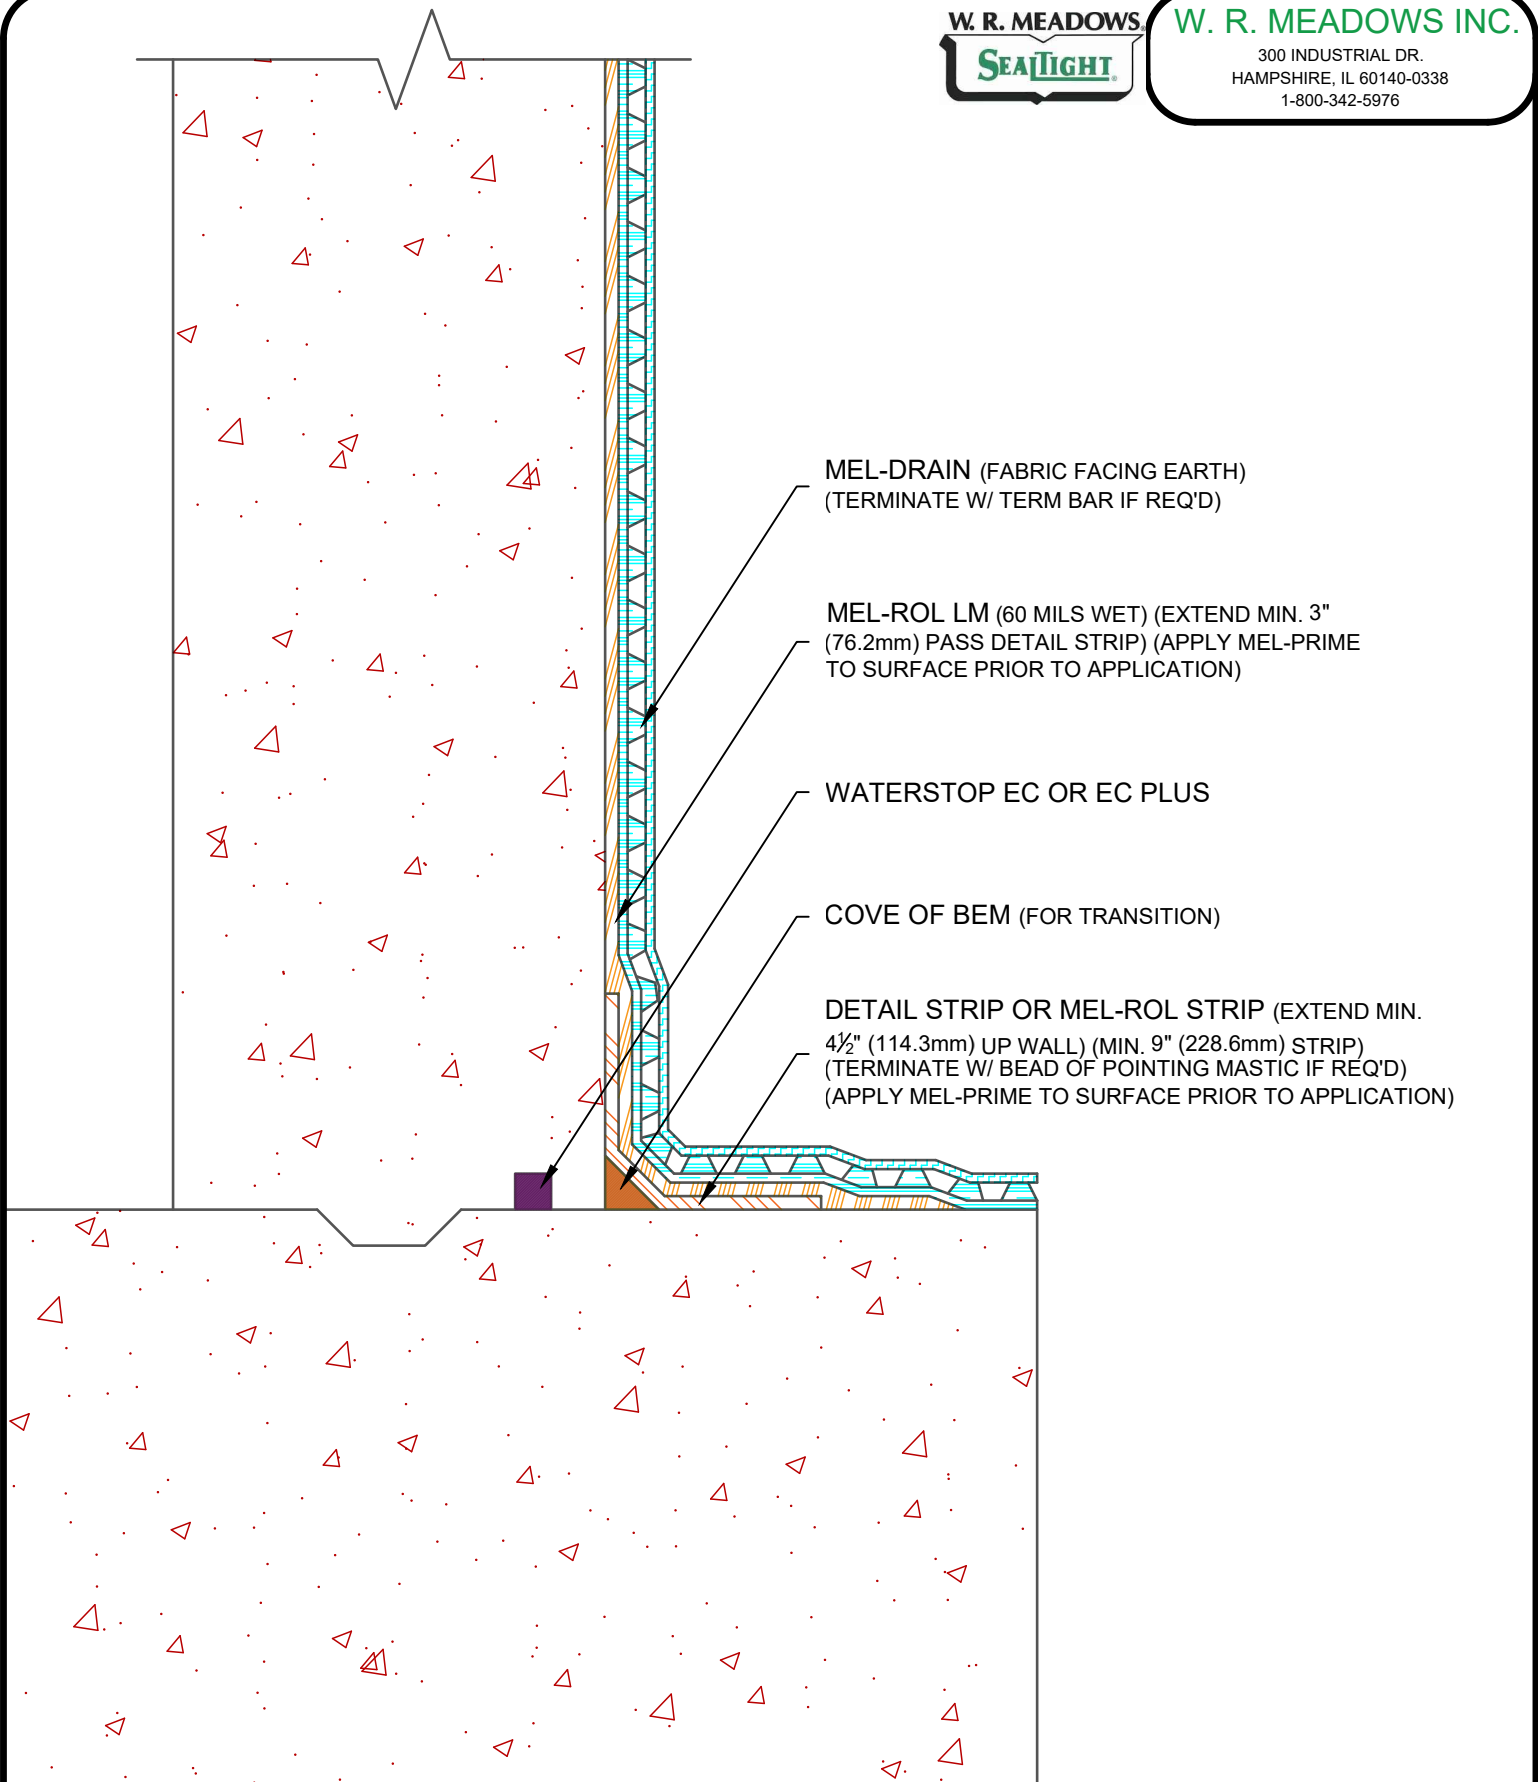 W. R. MEADOWS®
SEALTIGHT®
W. R. MEADOWS INC.
300 INDUSTRIAL DR.
HAMPSHIRE, IL 60140-0338
1-800-342-5976
MEL-DRAIN (FABRIC FACING EARTH)
(TERMINATE W/ TERM BAR IF REQ'D)
MEL-ROL LM (60 MILS WET) (EXTEND MIN. 3"
(76.2mm) PASS DETAIL STRIP) (APPLY MEL-PRIME
TO SURFACE PRIOR TO APPLICATION)
WATERSTOP EC OR EC PLUS
COVE OF BEM (FOR TRANSITION)
DETAIL STRIP OR MEL-ROL STRIP (EXTEND MIN.
4½" (114.3mm) UP WALL) (MIN. 9" (228.6mm) STRIP)
(TERMINATE W/ BEAD OF POINTING MASTIC IF REQ'D)
(APPLY MEL-PRIME TO SURFACE PRIOR TO APPLICATION)